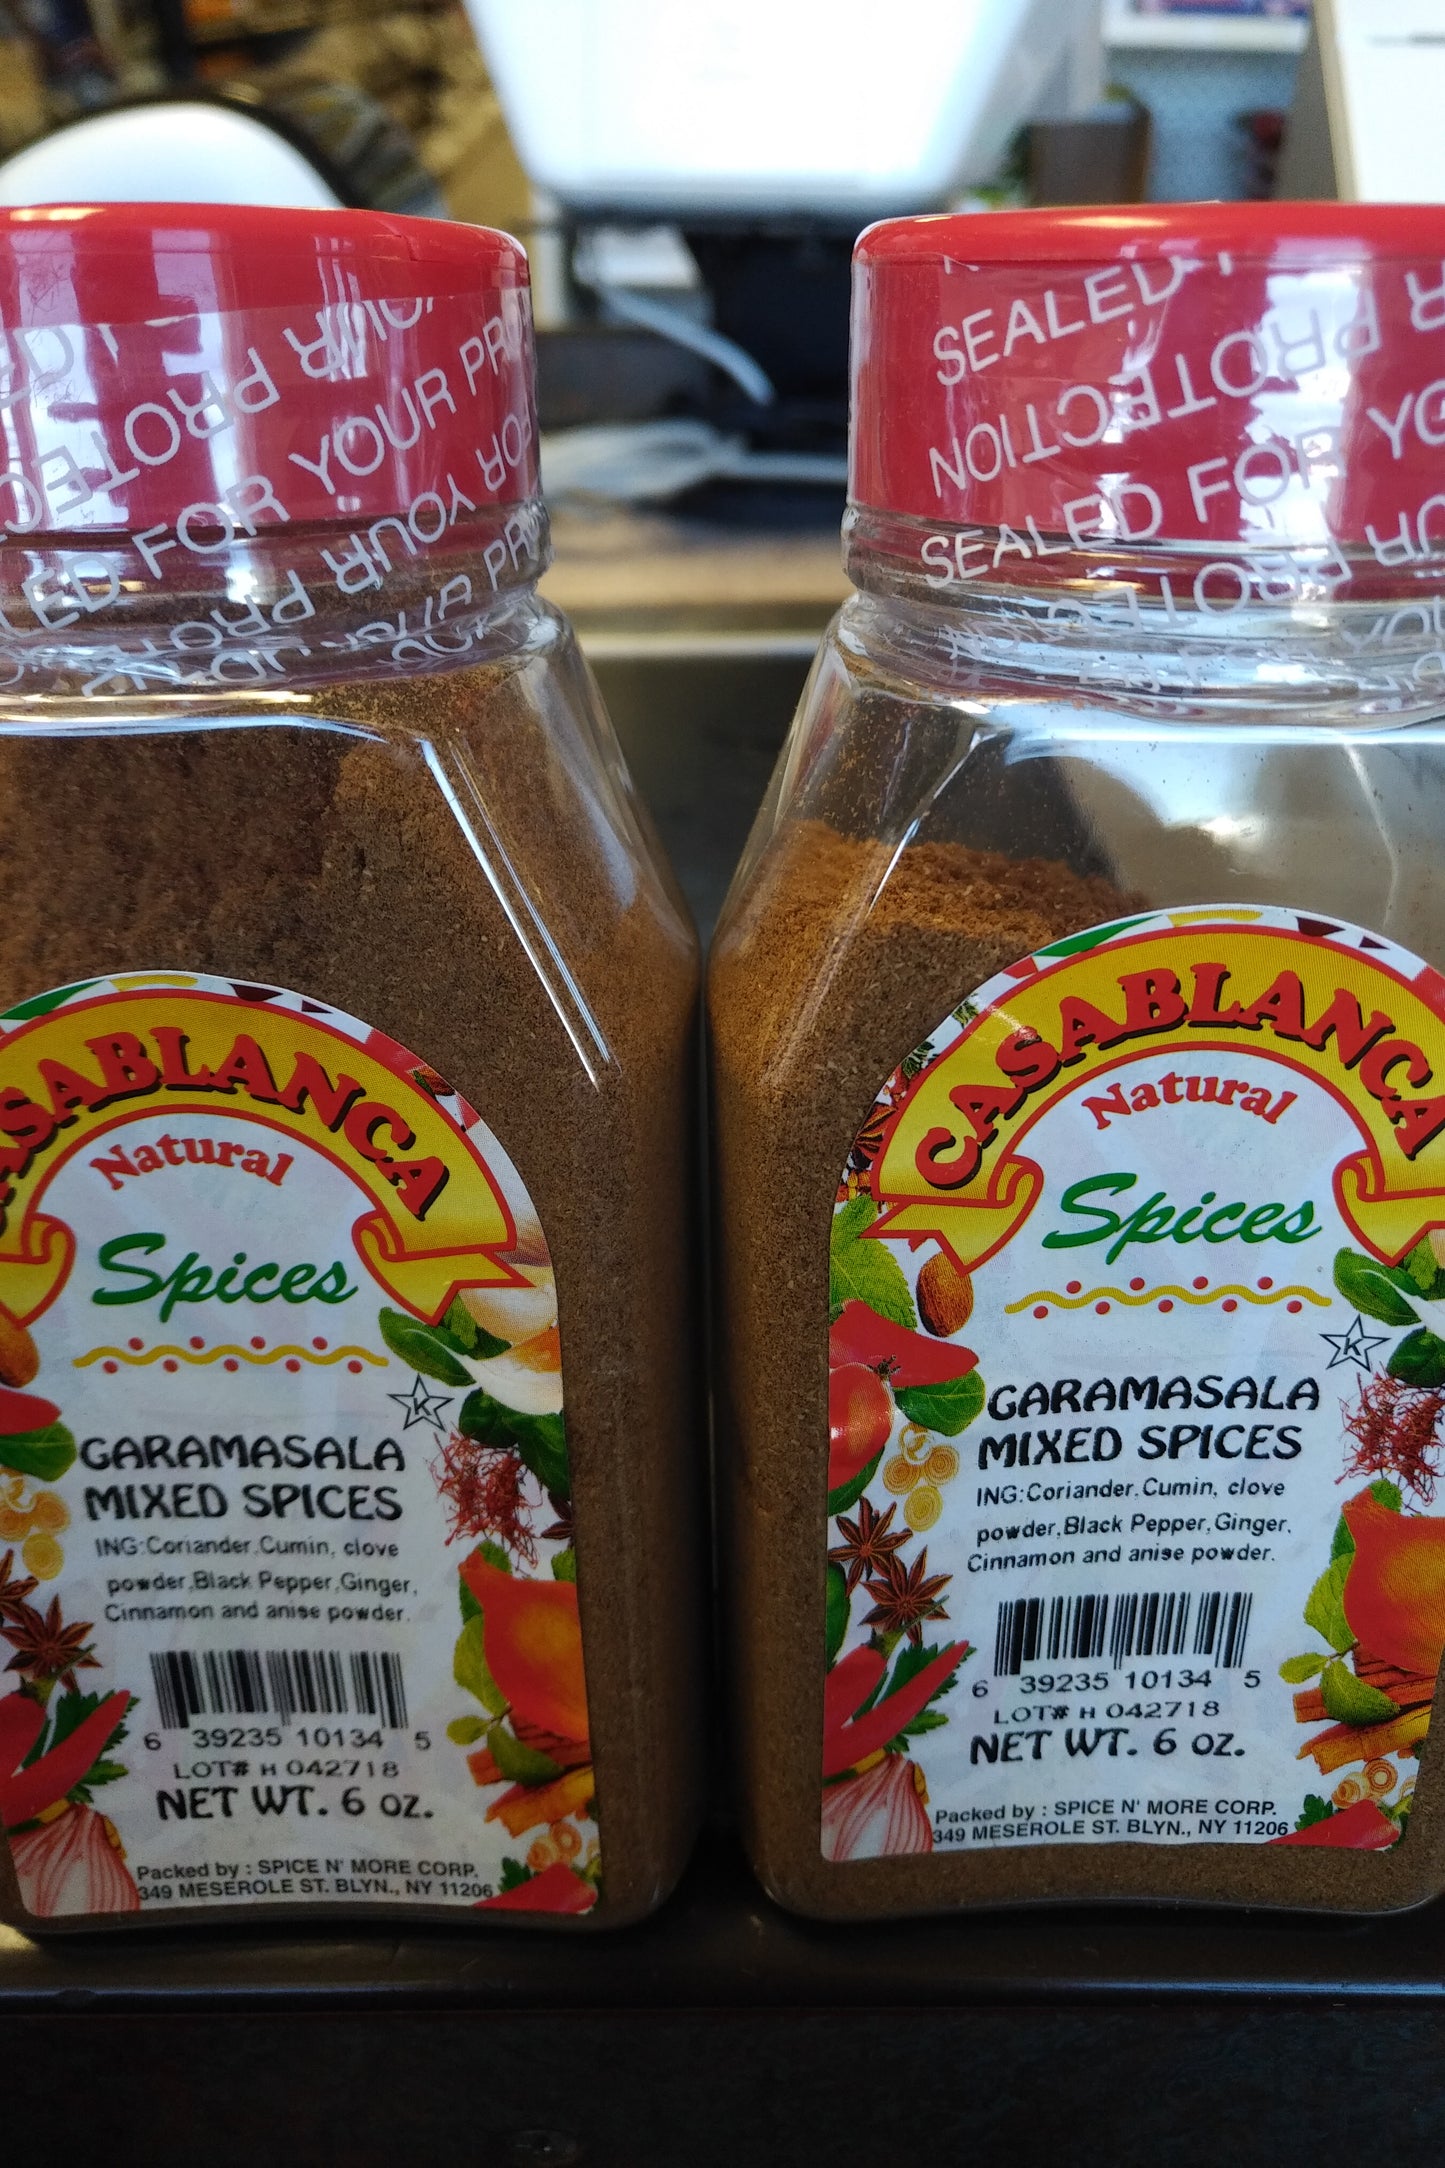 FOR YOUR
PROTECTION
SEALED FOR
CASABLANCA
Natural
Spices
K
GARAMASALA
MIXED SPICES
ING:Coriander,Cumin, clove
powder,Black Pepper,Ginger,
Cinnamon and anise powder.
6 39235 10134 5
LOT# H 042718
NET WT. 6 oz.
Packed by : SPICE N' MORE CORP.
349 MESEROLE ST. BLYN., NY 11206
SEALED
PROTECTION
SEALED FOR
CASABLANCA
Natural
Spices
K
GARAMASALA
MIXED SPICES
ING:Coriander,Cumin, clove
powder,Black Pepper,Ginger,
Cinnamon and anise powder.
6 39235 10134 5
LOT# H 042718
NET WT. 6 oz.
Packed by : SPICE N' MORE CORP.
349 MESEROLE ST. BLYN., NY 11206